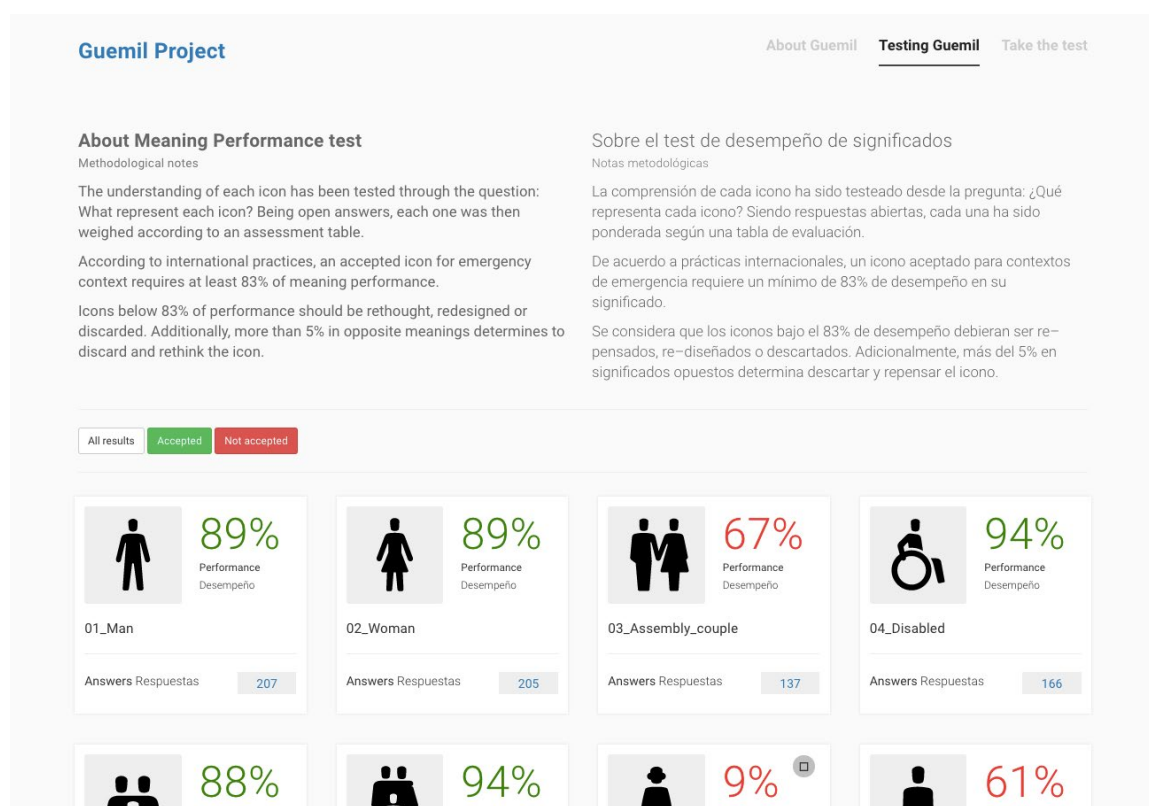 Guemil Project
About Guemil Testing Guemil Take the test
About Meaning Performance test
Methodological notes
The understanding of each icon has been tested through the question:
What represent each icon? Being open answers, each one was then
weighed according to an assessment table.
According to international practices, an accepted icon for emergency
context requires at least 83% of meaning performance.
Icons below 83% of performance should be rethought, redesigned or
discarded. Additionally, more than 5% in opposite meanings determines to
discard and rethink the icon.
Sobre el test de desempeño de significados
Notas metodológicas
La comprensión de cada icono ha sido testeado desde la pregunta: ¿Qué
representa cada icono? Siendo respuestas abiertas, cada una ha sido
ponderada según una tabla de evaluación.
De acuerdo a prácticas internacionales, un icono aceptado para contextos
de emergencia requiere un mínimo de 83% de desempeño en su
significado.
Se considera que los iconos bajo el 83% de desempeño debieran ser re–
pensados, re–diseñados o descartados. Adicionalmente, más del 5% en
significados opuestos determina descartar y repensar el icono.
All results Accepted Not accepted
89%
Performance
Desempeño
01_Man
Answers Respuestas 207
89%
Performance
Desempeño
02_Woman
Answers Respuestas 205
67%
Performance
Desempeño
03_Assembly_couple
Answers Respuestas 137
94%
Performance
Desempeño
04_Disabled
Answers Respuestas 166
88%
94%
9%
61%